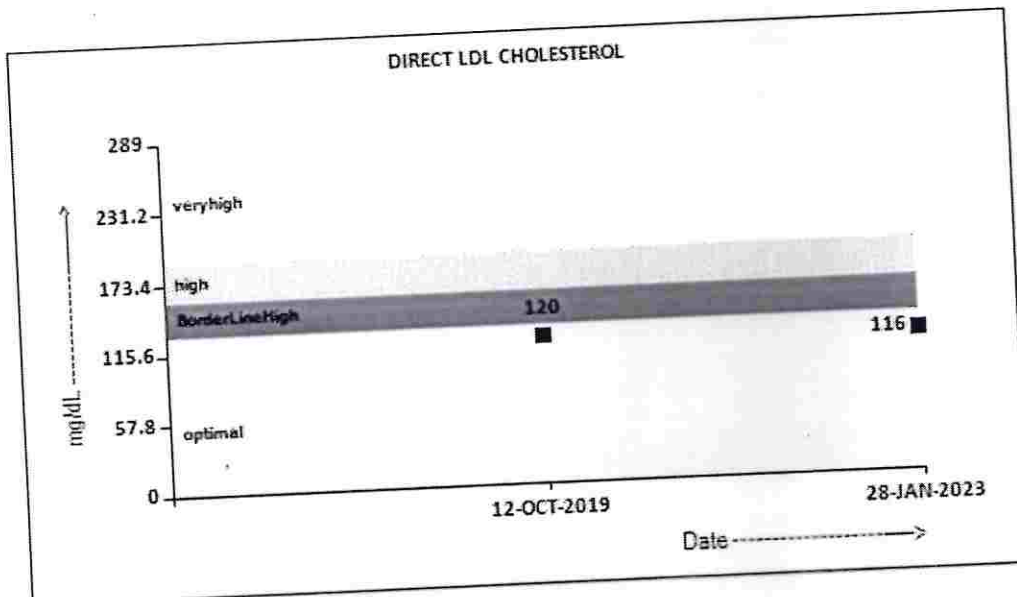 DIRECT LDL CHOLESTEROL
289
231.2
veryhigh
173.4
high
BorderLineHigh
120
115.6
116
57.8
optimal
mg/dL
0
12-OCT-2019
28-JAN-2023
Date